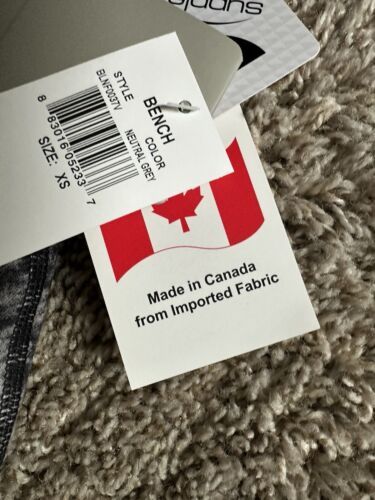 STYLE
BLNF0037V
BENCH
COLOR
NEUTRAL GREY
8 83016 05233 7
SIZE: XS
Made in Canada
from Imported Fabric